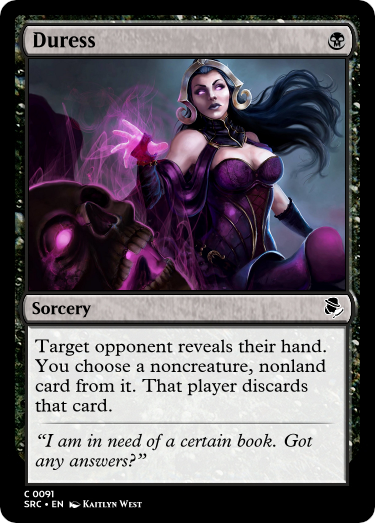 Duress
Sorcery
Target opponent reveals their hand.
You choose a noncreature, nonland
card from it. That player discards
that card.
“I am in need of a certain book. Got
any answers?”
C 0091
SRC • EN Kaitlyn West